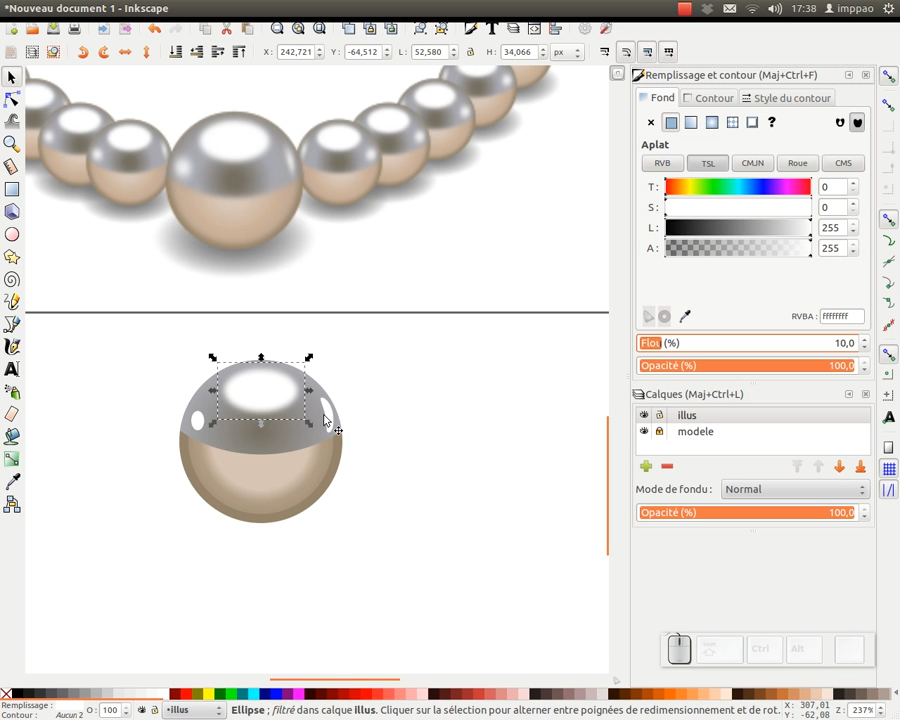 *Nouveau document 1 - Inkscape
17:38 imppao
X : 242,721 Y : -64,512 L : 52,580 H : 34,066 px
Remplissage et contour (Maj+Ctrl+F)
Fond Contour Style du contour
?
Aplat
RVB TSL CMJN Roue CMS
T : 0
S : 0
L : 255
A : 255
RVBA : ffffffff
Flou (%) 10,0
Opacité (%) 100,0
Calques (Maj+Ctrl+L)
illus
modele
Mode de fondu : Normal
Opacité (%) 100,0
Ctrl Alt
Remplissage :
Contour : Aucun 2
O : 100 •illus
Ellipse ; filtré dans calque illus. Cliquer sur la sélection pour alterner entre poignées de redimensionnement et de rot.
X : 307,01
Y : -62,08
Z : 237%